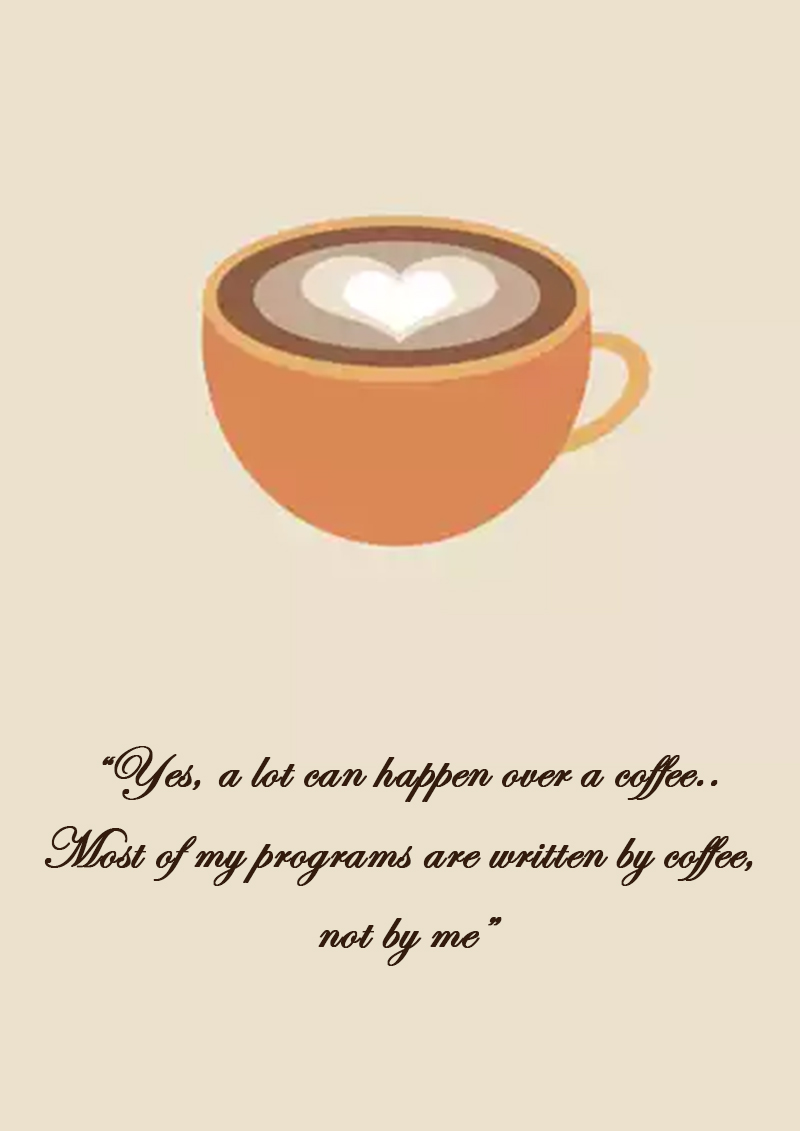 “Yes, a lot can happen over a coffee..
Most of my programs are written by coffee,
not by me”